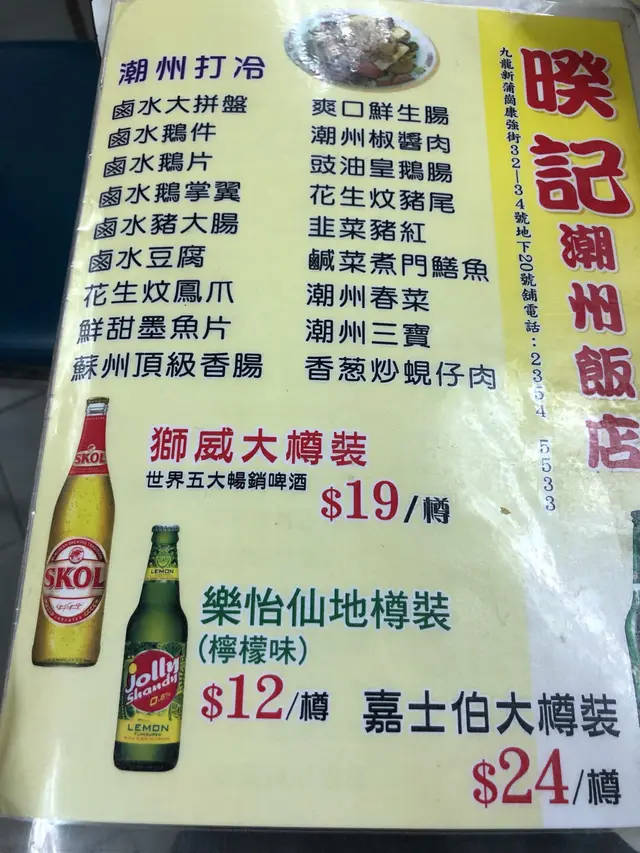 潮州打冷
鹵水大拼盤
鹵水鵝件
鹵水鵝片
鹵水鵝掌翼
鹵水豬大腸
鹵水豆腐
花生炆鳳爪
鮮甜墨魚片
蘇州頂級香腸
爽口鮮生腸
潮州椒醬肉
豉油皇鵝腸
花生炆豬尾
韭菜豬紅
鹹菜煮門鱔魚
潮州春菜
潮州三寶
香葱炒蜆仔肉
暌記潮州飯店
九龍新蒲崗康強街32—34號地下20號舖電話:2354 5533
獅威大樽裝
世界五大暢銷啤酒
$19/樽
SKOL
SKOL
樂怡仙地樽裝
(檸檬味)
$12/樽
LEMON
jolly
Shandy
0.6%
LEMON
FLAVOURED
嘉士伯大樽裝
$24/樽